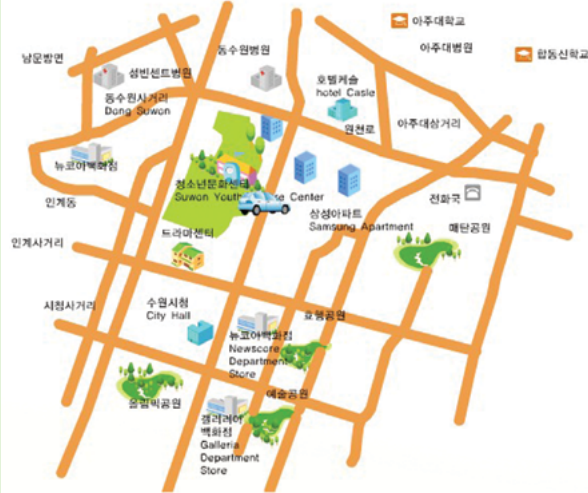 아주대학교
아주대병원
합동신학교
동수원병원
남문방면
성빈센트병원
호텔케슬
hotel Casle
동수원사거리
Dong Suwon
원천로
아주대삼거리
뉴코아백화점
청소년문화센터
Suwon Youth
Center
전화국
인계동
삼성아파트
Samsung Apartment
매탄공원
드라마센터
인계사거리
시청사거리
수원시청
City Hall
효행공원
뉴코아백화점
Newscore
Department
Store
올림픽공원
예술공원
갤러리아
백화점
Galleria
Department
Store